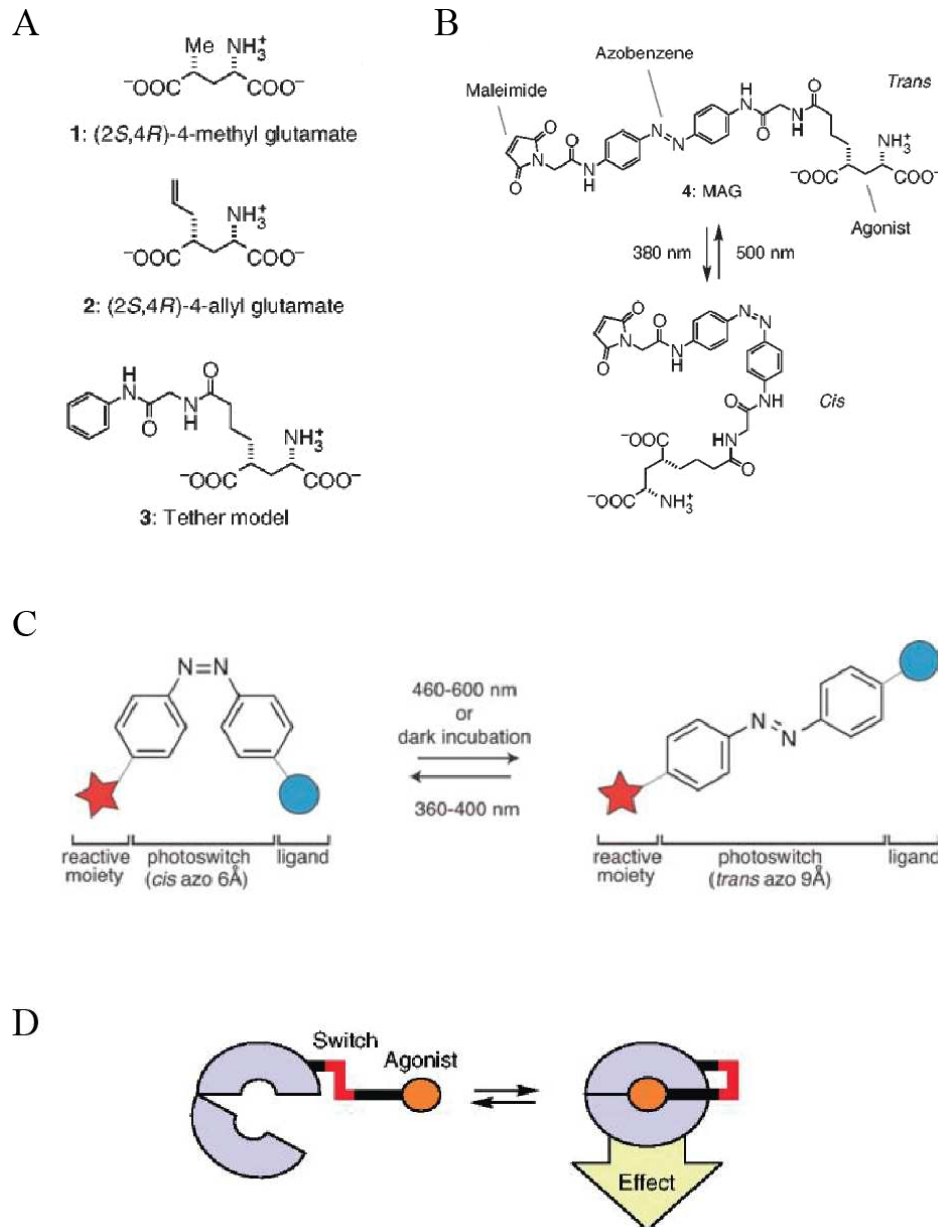 A
Me NH₃⁺
⁻OOC COO⁻
1: (2S,4R)-4-methyl glutamate
NH₃⁺
⁻OOC COO⁻
2: (2S,4R)-4-allyl glutamate
H N O
O N H
NH₃⁺
⁻OOC COO⁻
3: Tether model
B
Azobenzene
Maleimide
Trans
O N O O N H N N H N O N H O
NH₃⁺
⁻OOC COO⁻
4: MAG
Agonist
380 nm 500 nm
O N O O N H N=N
NH
O
HN
O
Cis
⁻OOC
⁻OOC NH₃⁺
C
N=N
460-600 nm
or
dark incubation
360-400 nm
N=N
reactive moiety
photoswitch
(cis azo 6Å)
ligand
reactive moiety
photoswitch
(trans azo 9Å)
ligand
D
Switch
Agonist
Effect